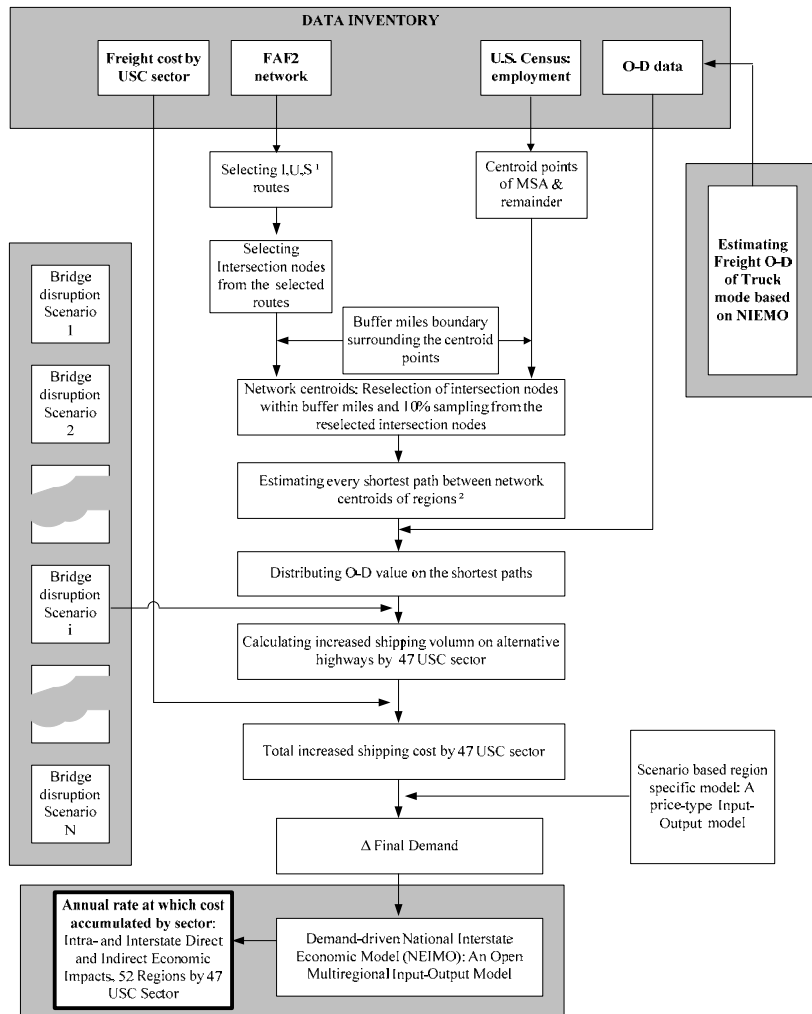 DATA INVENTORY
Freight cost by
USC sector
FAF2
network
U.S. Census:
employment
O-D data
Selecting I,U,S ¹
routes
Centroid points
of MSA &
remainder
Estimating
Freight O-D
of Truck
mode based
on NIEMO
Selecting
Intersection nodes
from the selected
routes
Buffer miles boundary
surrounding the centroid
points
Bridge
disruption
Scenario
1
Bridge
disruption
Scenario
2
Bridge
disruption
Scenario
i
Bridge
disruption
Scenario
N
Network centroids: Reselection of intersection nodes
within buffer miles and 10% sampling from the
reselected intersection nodes
Estimating every shortest path between network
centroids of regions ²
Distributing O-D value on the shortest paths
Calculating increased shipping volumn on alternative
highways by 47 USC sector
Total increased shipping cost by 47 USC sector
Scenario based region
specific model: A
price-type Input-
Output model
Δ Final Demand
Annual rate at which cost
accumulated by sector:
Intra- and Interstate Direct
and Indirect Economic
Impacts, 52 Regions by 47
USC Sector
Demand-driven National Interstate
Economic Model (NEIMO): An Open
Multiregional Input-Output Model